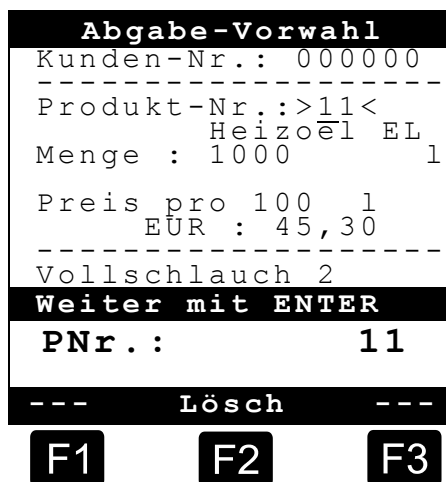 Abgabe-Vorwahl
Kunden-Nr.: 000000
-------------------
Produkt-Nr.:>11<
Heizoel EL
Menge : 1000 l
Preis pro 100 l
EUR : 45,30
-------------------
Vollschlauch 2
Weiter mit ENTER
PNr.: 11
--- Lösch ---
F1 F2 F3